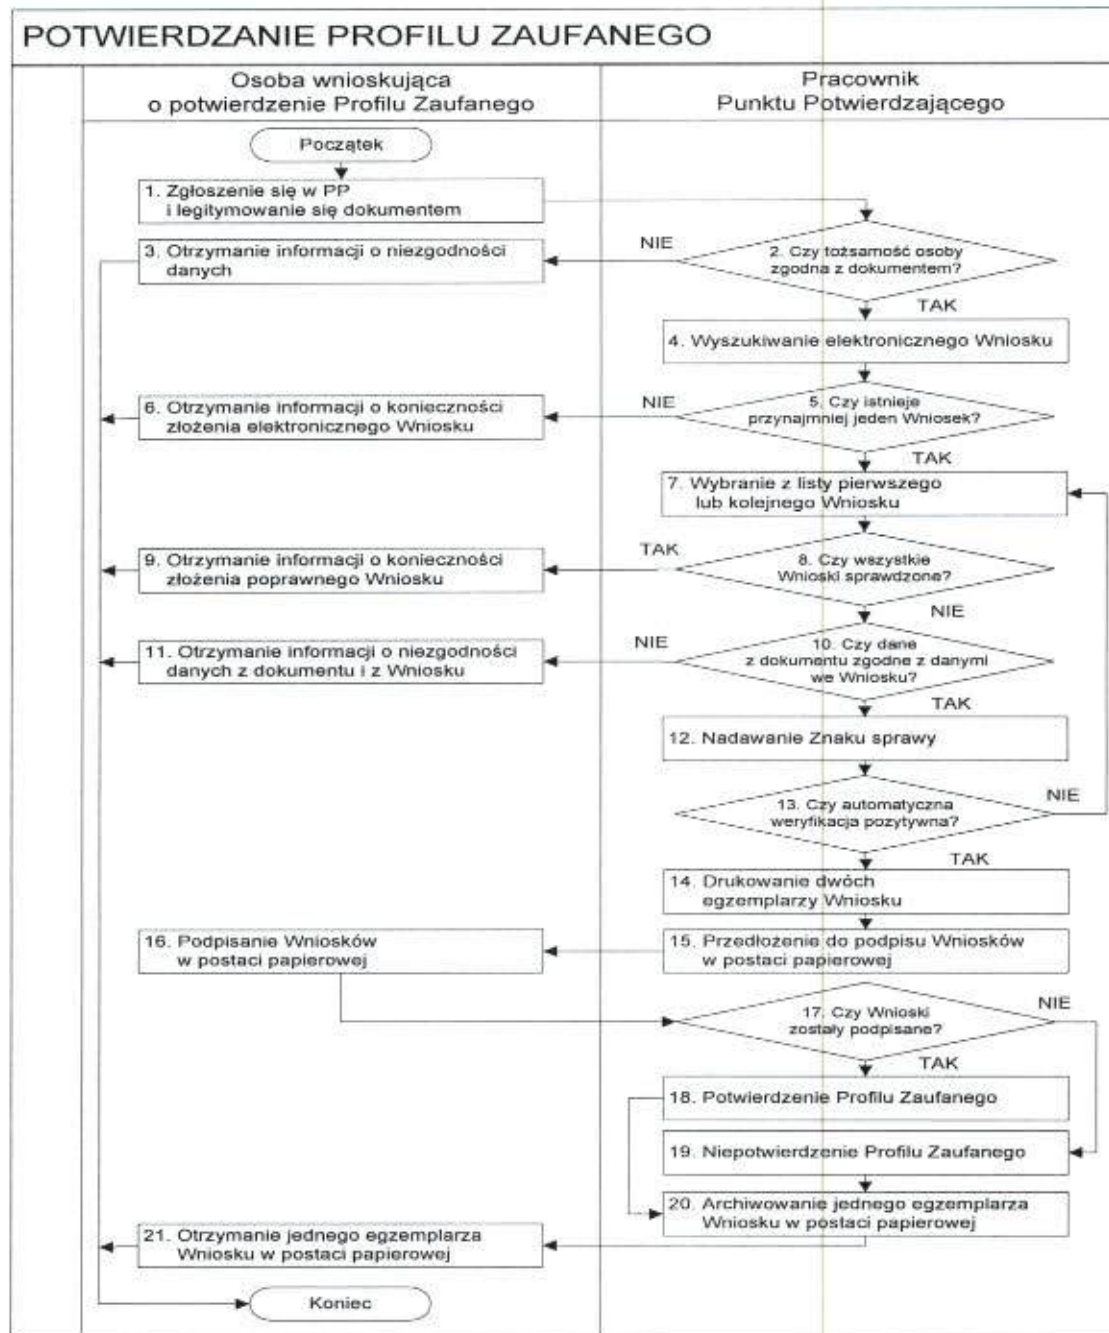 POTWIERDZANIE PROFILU ZAUFANEGO
Osoba wnioskująca
o potwierdzenie Profilu Zaufanego
Pracownik
Punktu Potwierdzającego
Początek
1. Zgłoszenie się w PP
i legitymowanie się dokumentem
NIE
2. Czy tożsamość osoby
zgodna z dokumentem?
3. Otrzymanie informacji o niezgodności
danych
TAK
4. Wyszukiwanie elektronicznego Wniosku
NIE
5. Czy istnieje
przynajmniej jeden Wniosek?
6. Otrzymanie informacji o konieczności
złożenia elektronicznego Wniosku
TAK
7. Wybranie z listy pierwszego
lub kolejnego Wniosku
TAK
8. Czy wszystkie
Wnioski sprawdzone?
9. Otrzymanie informacji o konieczności
złożenia poprawnego Wniosku
NIE
NIE
10. Czy dane
z dokumentu zgodne z danymi
we Wniosku?
11. Otrzymanie informacji o niezgodności
danych z dokumentu i z Wniosku
TAK
12. Nadawanie Znaku sprawy
NIE
13. Czy automatyczna
weryfikacja pozytywna?
TAK
14. Drukowanie dwóch
egzemplarzy Wniosku
15. Przedłożenie do podpisu Wniosków
w postaci papierowej
16. Podpisanie Wniosków
w postaci papierowej
NIE
17. Czy Wnioski
zostały podpisane?
TAK
18. Potwierdzenie Profilu Zaufanego
19. Niepotwierdzenie Profilu Zaufanego
20. Archiwowanie jednego egzemplarza
Wniosku w postaci papierowej
21. Otrzymanie jednego egzemplarza
Wniosku w postaci papierowej
Koniec